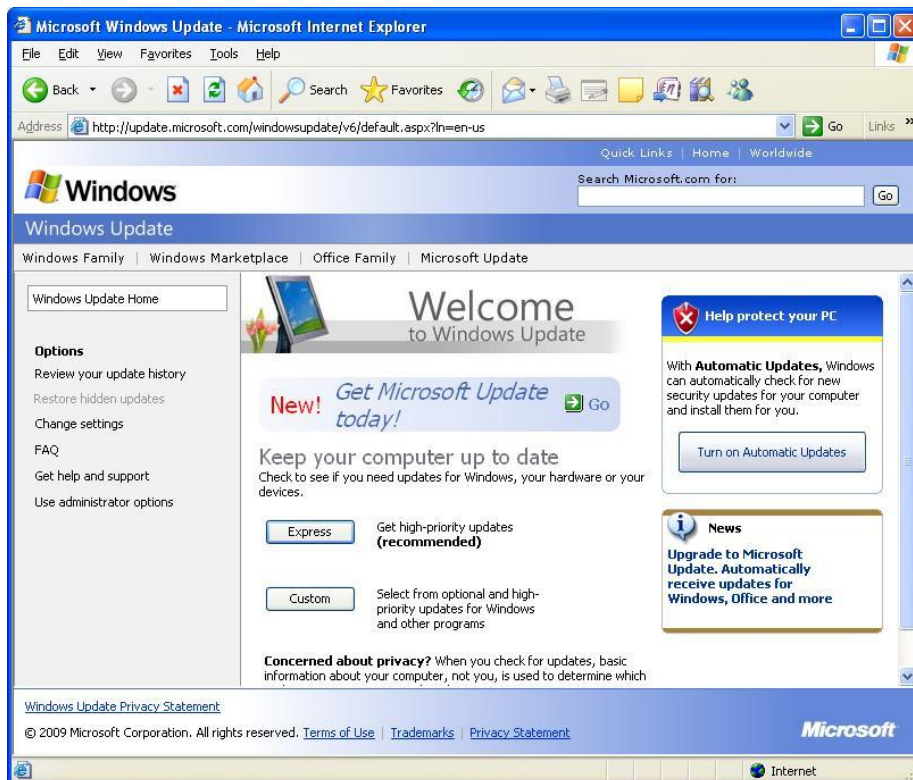 Microsoft Windows Update - Microsoft Internet Explorer
File Edit View Favorites Tools Help
Back Search Favorites
Address http://update.microsoft.com/windowsupdate/v6/default.aspx?ln=en-us Go Links »
Quick Links | Home | Worldwide
Windows
Search Microsoft.com for:
Go
Windows Update
Windows Family | Windows Marketplace | Office Family | Microsoft Update
Windows Update Home
Options
Review your update history
Restore hidden updates
Change settings
FAQ
Get help and support
Use administrator options
Welcome
to Windows Update
New! Get Microsoft Update
today! Go
Keep your computer up to date
Check to see if you need updates for Windows, your hardware or your
devices.
Express
Get high-priority updates
(recommended)
Custom
Select from optional and high-
priority updates for Windows
and other programs
Concerned about privacy? When you check for updates, basic
information about your computer, not you, is used to determine which
Help protect your PC
With Automatic Updates, Windows
can automatically check for new
security updates for your computer
and install them for you.
Turn on Automatic Updates
News
Upgrade to Microsoft
Update. Automatically
receive updates for
Windows, Office and more
Windows Update Privacy Statement
© 2009 Microsoft Corporation. All rights reserved. Terms of Use | Trademarks | Privacy Statement
Microsoft
Internet